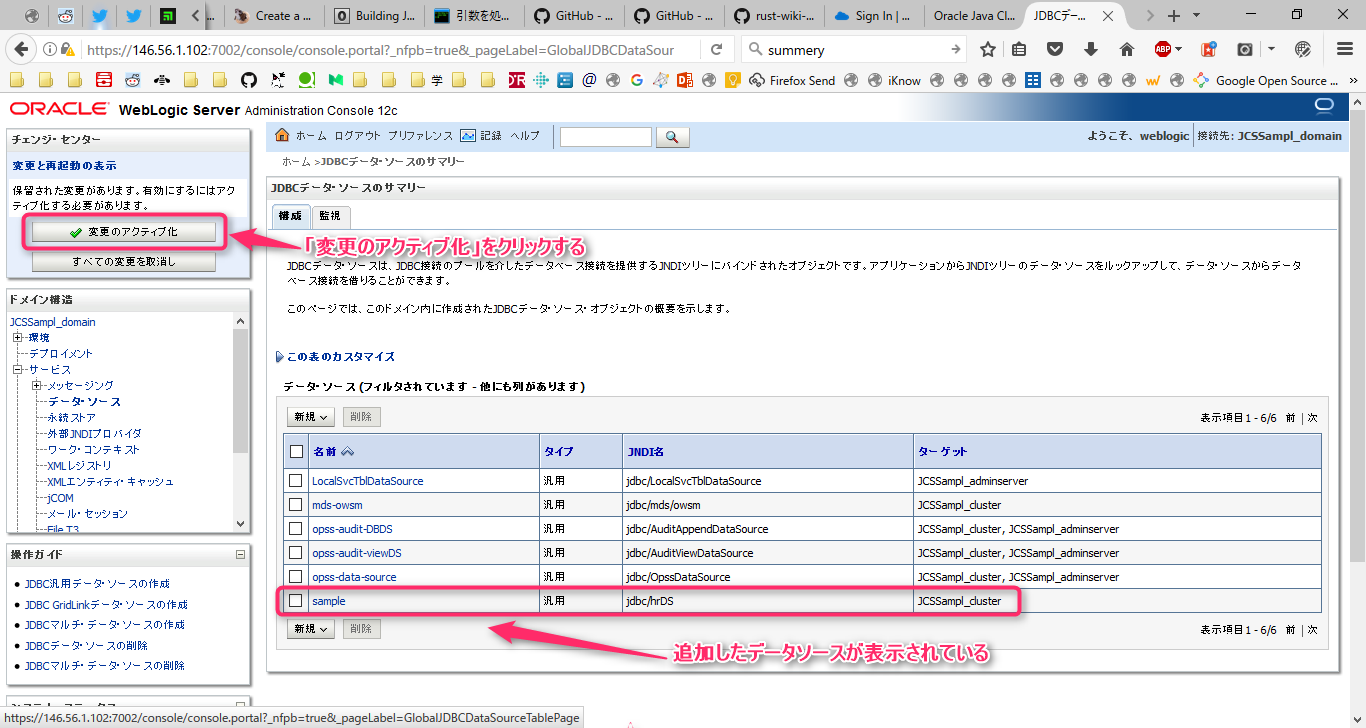 Create a ...
Building J...
引数を処...
GitHub - ...
GitHub - ...
rust-wiki-...
Sign In | ...
Oracle Java Cl...
JDBCデー...
https://146.56.1.102:7002/console/console.portal?_nfpb=true&_pageLabel=GlobalJDBCDataSour
summery
ABP
学
Firefox Send
iKnow
Google Open Source ...
ORACLE WebLogic Server Administration Console 12c
チェンジ・センター
変更と再起動の表示
保留された変更があります。有効にするにはアク
ティブ化する必要があります。
変更のアクティブ化
すべての変更を取消し
ホーム ログアウト プリファレンス 記録 ヘルプ
ようこそ、weblogic 接続先: JCSSampl_domain
ホーム >JDBCデータ・ソースのサマリー
JDBCデータ・ソースのサマリー
構成 監視
「変更のアクティブ化」をクリックする
JDBCデータ・ソースは、JDBC接続のプールを介したデータベース接続を提供するJNDIツリーにバインドされたオブジェクトです。アプリケーションからJNDIツリーのデータ・ソースをルックアップして、データ・ソースからデータ
ベース接続を借りることができます。
このページでは、このドメイン内に作成されたJDBCデータ・ソース・オブジェクトの概要を示します。
ドメイン構造
JCSSampl_domain
環境
デプロイメント
サービス
メッセージング
データ・ソース
永続ストア
外部JNDIプロバイダ
ワーク・コンテキスト
XMLレジストリ
XMLエンティティ・キャッシュ
jCOM
メール・セッション
File T3
この表のカスタマイズ
データ・ソース (フィルタされています - 他にも列があります)
新規 削除
表示項目1 - 6/6 前 | 次
名前 タイプ JNDI名 ターゲット
LocalSvcTblDataSource 汎用 jdbc/LocalSvcTblDataSource JCSSampl_adminserver
mds-owsm 汎用 jdbc/mds/owsm JCSSampl_cluster
opss-audit-DBDS 汎用 jdbc/AuditAppendDataSource JCSSampl_cluster, JCSSampl_adminserver
opss-audit-viewDS 汎用 jdbc/AuditViewDataSource JCSSampl_cluster, JCSSampl_adminserver
opss-data-source 汎用 jdbc/OpssDataSource JCSSampl_cluster, JCSSampl_adminserver
sample 汎用 jdbc/hrDS JCSSampl_cluster
新規 削除
表示項目1 - 6/6 前 | 次
追加したデータソースが表示されている
操作ガイド
JDBC汎用データ・ソースの作成
JDBC GridLinkデータ・ソースの作成
JDBCマルチ・データ・ソースの作成
JDBCデータ・ソースの削除
JDBCマルチ・データ・ソースの削除
https://146.56.1.102:7002/console/console.portal?_nfpb=true&_pageLabel=GlobalJDBCDataSourceTablePage